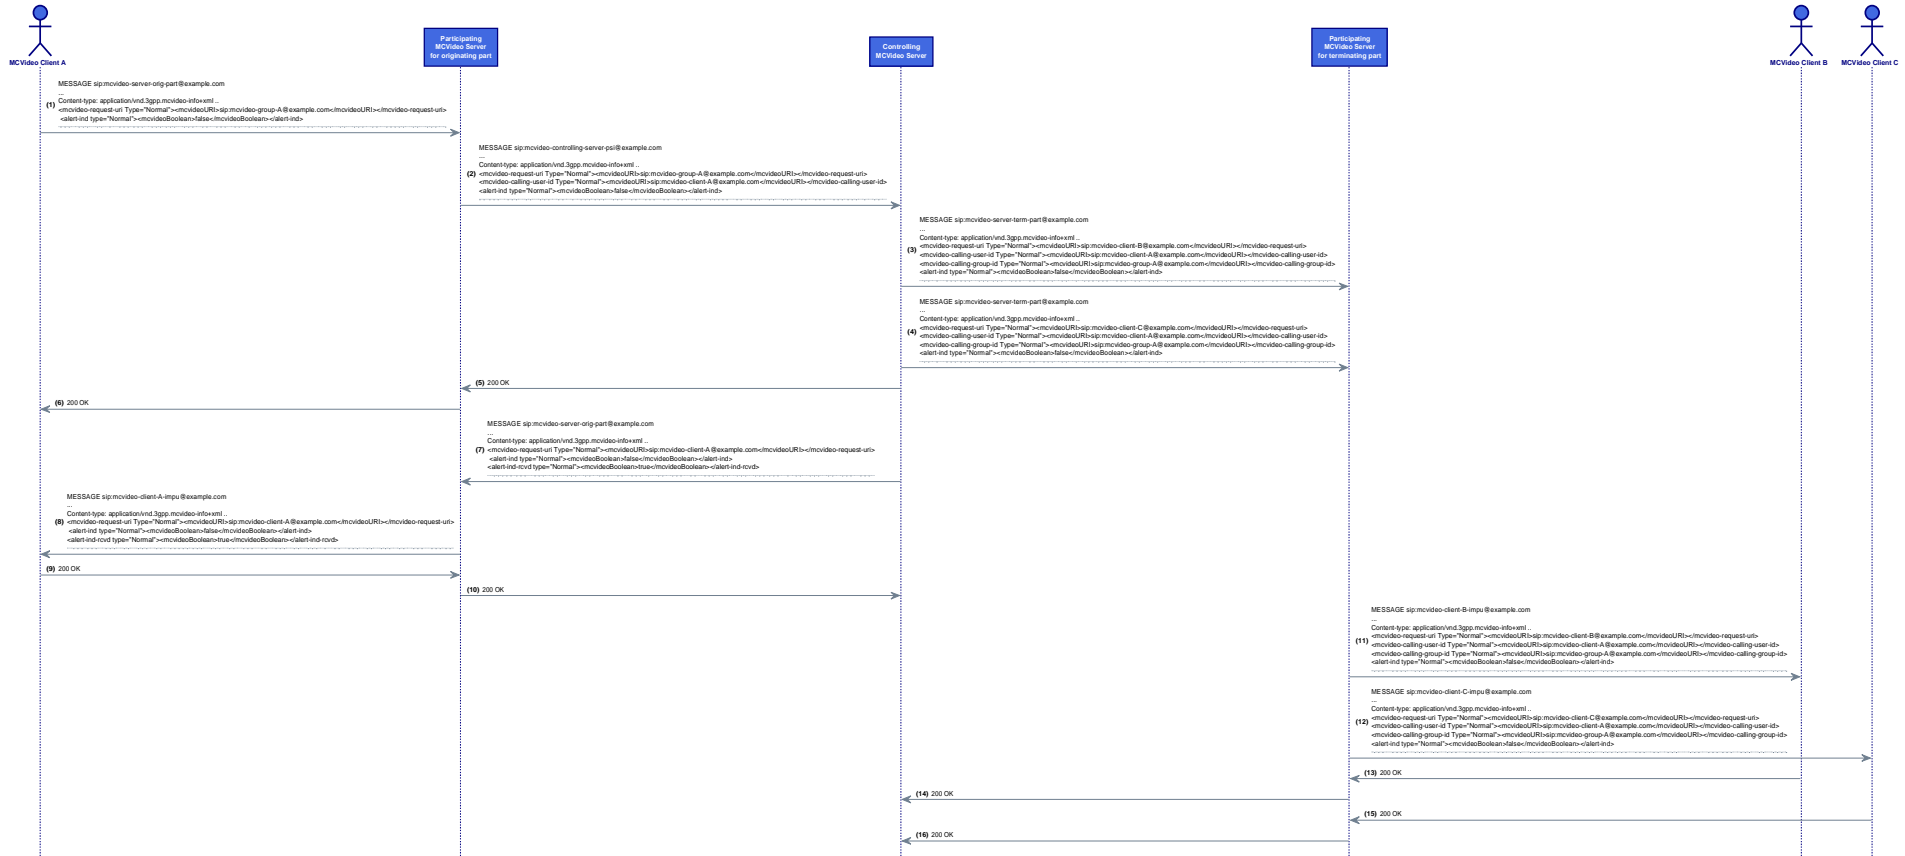 MCVideo Client A
Participating
MCVideo Server
for originating part
Controlling
MCVideo Server
Participating
MCVideo Server
for terminating part
MCVideo Client B
MCVideo Client C
MESSAGE sip:mcvideo-server-orig-part@example.com
...
Content-type: application/vnd.3gpp.mcvideo-info+xml ..
(1) <mcvideo-request-uri Type="Normal"><mcvideoURI>sip:mcvideo-group-A@example.com</mcvideoURI></mcvideo-request-uri>
<alert-ind type="Normal"><mcvideoBoolean>false</mcvideoBoolean></alert-ind>
MESSAGE sip:mcvideo-controlling-server-psi@example.com
...
Content-type: application/vnd.3gpp.mcvideo-info+xml ..
(2) <mcvideo-request-uri Type="Normal"><mcvideoURI>sip:mcvideo-group-A@example.com</mcvideoURI></mcvideo-request-uri>
<mcvideo-calling-user-id Type="Normal"><mcvideoURI>sip:mcvideo-client-A@example.com</mcvideoURI></mcvideo-calling-user-id>
<alert-ind type="Normal"><mcvideoBoolean>false</mcvideoBoolean></alert-ind>
MESSAGE sip:mcvideo-server-term-part@example.com
...
Content-type: application/vnd.3gpp.mcvideo-info+xml ..
(3) <mcvideo-request-uri Type="Normal"><mcvideoURI>sip:mcvideo-client-B@example.com</mcvideoURI></mcvideo-request-uri>
<mcvideo-calling-user-id Type="Normal"><mcvideoURI>sip:mcvideo-client-A@example.com</mcvideoURI></mcvideo-calling-user-id>
<mcvideo-calling-group-id Type="Normal"><mcvideoURI>sip:mcvideo-group-A@example.com</mcvideoURI></mcvideo-calling-group-id>
<alert-ind type="Normal"><mcvideoBoolean>false</mcvideoBoolean></alert-ind>
MESSAGE sip:mcvideo-server-term-part@example.com
...
Content-type: application/vnd.3gpp.mcvideo-info+xml ..
(4) <mcvideo-request-uri Type="Normal"><mcvideoURI>sip:mcvideo-client-C@example.com</mcvideoURI></mcvideo-request-uri>
<mcvideo-calling-user-id Type="Normal"><mcvideoURI>sip:mcvideo-client-A@example.com</mcvideoURI></mcvideo-calling-user-id>
<mcvideo-calling-group-id Type="Normal"><mcvideoURI>sip:mcvideo-group-A@example.com</mcvideoURI></mcvideo-calling-group-id>
<alert-ind type="Normal"><mcvideoBoolean>false</mcvideoBoolean></alert-ind>
(5) 200 OK
(6) 200 OK
MESSAGE sip:mcvideo-server-orig-part@example.com
...
Content-type: application/vnd.3gpp.mcvideo-info+xml ..
(7) <mcvideo-request-uri Type="Normal"><mcvideoURI>sip:mcvideo-client-A@example.com</mcvideoURI></mcvideo-request-uri>
<alert-ind type="Normal"><mcvideoBoolean>false</mcvideoBoolean></alert-ind>
<alert-ind-rcvd type="Normal"><mcvideoBoolean>true</mcvideoBoolean></alert-ind-rcvd>
MESSAGE sip:mcvideo-client-A-impu@example.com
...
Content-type: application/vnd.3gpp.mcvideo-info+xml ..
(8) <mcvideo-request-uri Type="Normal"><mcvideoURI>sip:mcvideo-client-A@example.com</mcvideoURI></mcvideo-request-uri>
<alert-ind type="Normal"><mcvideoBoolean>false</mcvideoBoolean></alert-ind>
<alert-ind-rcvd type="Normal"><mcvideoBoolean>true</mcvideoBoolean></alert-ind-rcvd>
(9) 200 OK
(10) 200 OK
MESSAGE sip:mcvideo-client-B-impu@example.com
...
Content-type: application/vnd.3gpp.mcvideo-info+xml ..
(11) <mcvideo-request-uri Type="Normal"><mcvideoURI>sip:mcvideo-client-B@example.com</mcvideoURI></mcvideo-request-uri>
<mcvideo-calling-user-id Type="Normal"><mcvideoURI>sip:mcvideo-client-A@example.com</mcvideoURI></mcvideo-calling-user-id>
<mcvideo-calling-group-id Type="Normal"><mcvideoURI>sip:mcvideo-group-A@example.com</mcvideoURI></mcvideo-calling-group-id>
<alert-ind type="Normal"><mcvideoBoolean>false</mcvideoBoolean></alert-ind>
MESSAGE sip:mcvideo-client-C-impu@example.com
...
Content-type: application/vnd.3gpp.mcvideo-info+xml ..
(12) <mcvideo-request-uri Type="Normal"><mcvideoURI>sip:mcvideo-client-C@example.com</mcvideoURI></mcvideo-request-uri>
<mcvideo-calling-user-id Type="Normal"><mcvideoURI>sip:mcvideo-client-A@example.com</mcvideoURI></mcvideo-calling-user-id>
<mcvideo-calling-group-id Type="Normal"><mcvideoURI>sip:mcvideo-group-A@example.com</mcvideoURI></mcvideo-calling-group-id>
<alert-ind type="Normal"><mcvideoBoolean>false</mcvideoBoolean></alert-ind>
(13) 200 OK
(14) 200 OK
(15) 200 OK
(16) 200 OK